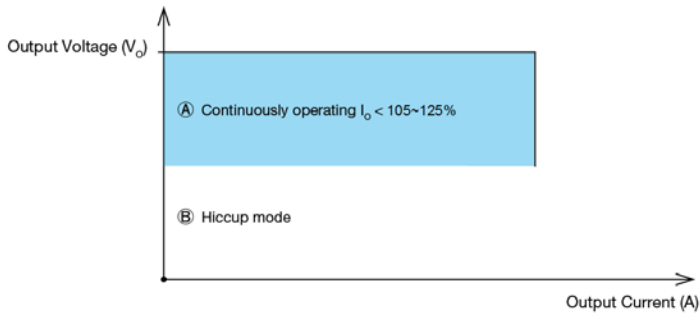 Output Voltage (Vo)
Ⓐ Continuously operating Io < 105~125%
Ⓑ Hiccup mode
Output Current (A)